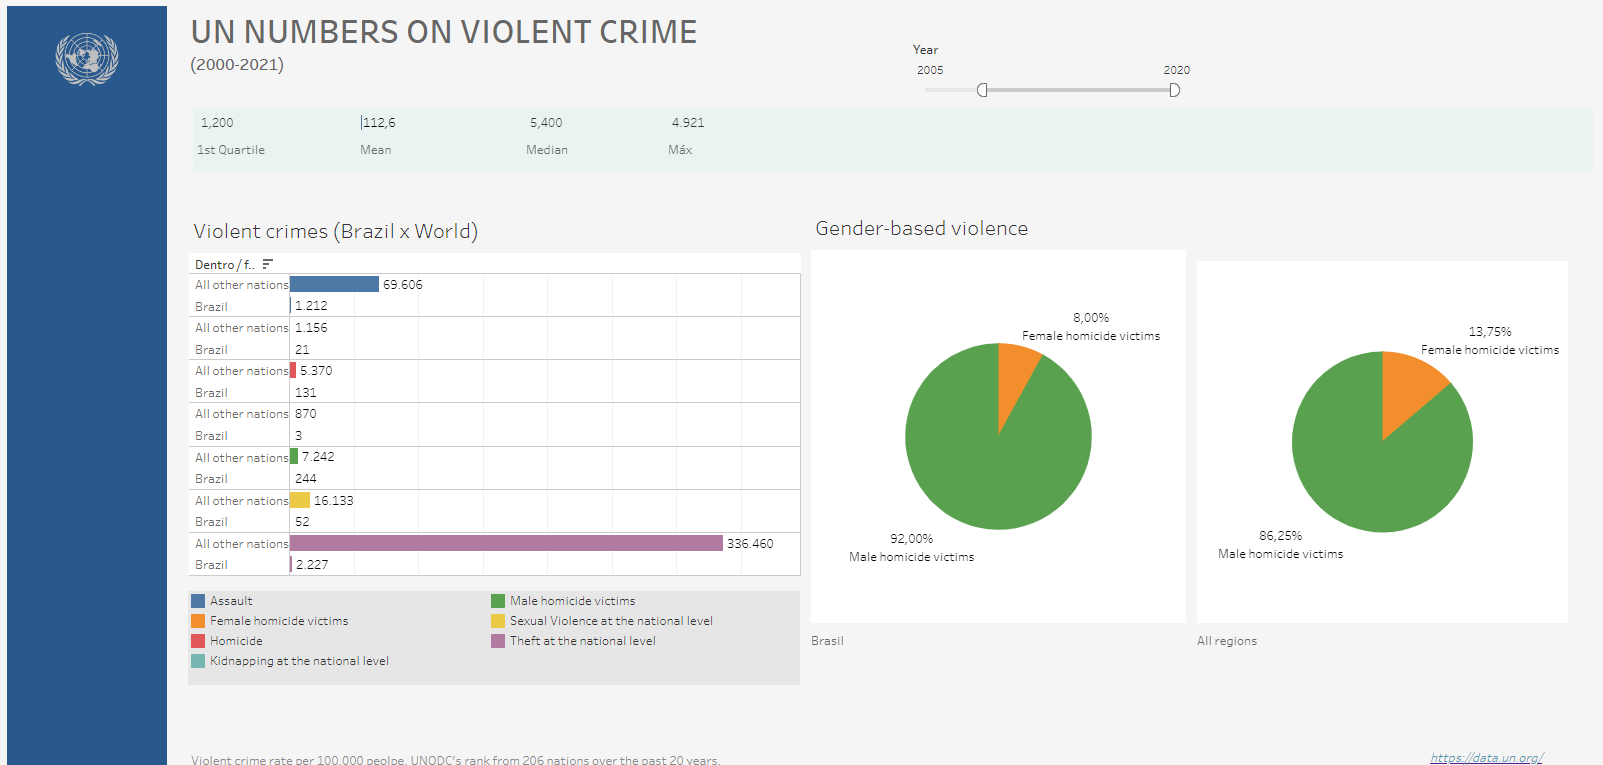 UN NUMBERS ON VIOLENT CRIME
(2000-2021)
Year
2005 2020
1,200 112,6 5,400 4.921
1st Quartile Mean Median Máx
Violent crimes (Brazil x World)
Dentro / f..
All other nations 69.606
Brazil 1.212
All other nations 1.156
Brazil 21
All other nations 5.370
Brazil 131
All other nations 870
Brazil 3
All other nations 7.242
Brazil 244
All other nations 16.133
Brazil 52
All other nations 336.460
Brazil 2.227
Assault
Female homicide victims
Homicide
Kidnapping at the national level
Male homicide victims
Sexual Violence at the national level
Theft at the national level
Gender-based violence
8,00%
Female homicide victims
92,00%
Male homicide victims
Brasil
13,75%
Female homicide victims
86,25%
Male homicide victims
All regions
Violent crime rate per 100.000 peolpe. UNODC's rank from 206 nations over the past 20 years.
https://data.un.org/